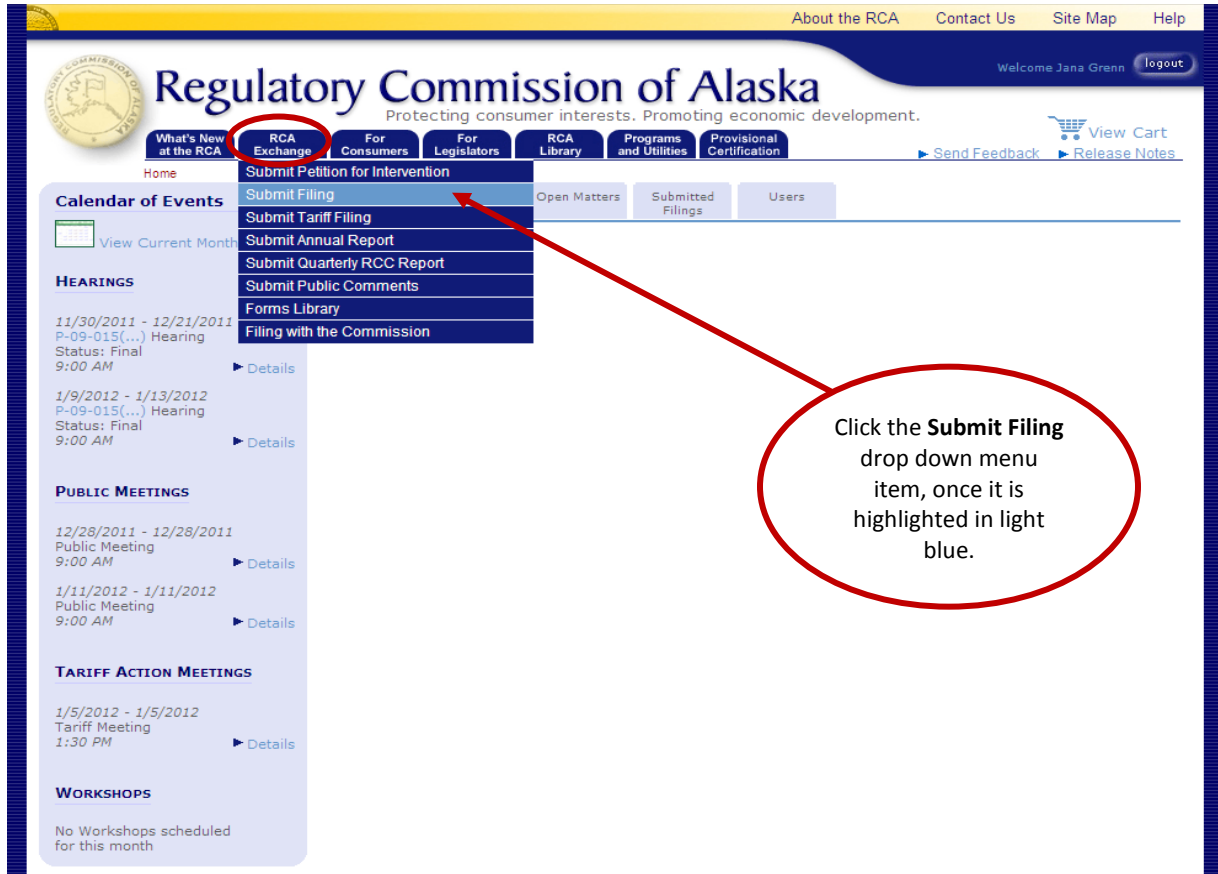 About the RCA Contact Us Site Map Help
REGULATORY COMMISSION OF ALASKA
Regulatory Commission of Alaska
Protecting consumer interests. Promoting economic development.
Welcome Jana Grenn logout
What's New at the RCA
RCA Exchange
For Consumers
For Legislators
RCA Library
Programs and Utilities
Provisional Certification
View Cart
► Send Feedback ► Release Notes
Home
Submit Petition for Intervention
Submit Filing
Submit Tariff Filing
Submit Annual Report
Submit Quarterly RCC Report
Submit Public Comments
Forms Library
Filing with the Commission
Open Matters
Submitted Filings
Users
Calendar of Events
View Current Month
HEARINGS
11/30/2011 - 12/21/2011
P-09-015(...) Hearing
Status: Final
9:00 AM ► Details
1/9/2012 - 1/13/2012
P-09-015(...) Hearing
Status: Final
9:00 AM ► Details
PUBLIC MEETINGS
12/28/2011 - 12/28/2011
Public Meeting
9:00 AM ► Details
1/11/2012 - 1/11/2012
Public Meeting
9:00 AM ► Details
TARIFF ACTION MEETINGS
1/5/2012 - 1/5/2012
Tariff Meeting
1:30 PM ► Details
WORKSHOPS
No Workshops scheduled
for this month
Click the Submit Filing
drop down menu
item, once it is
highlighted in light
blue.